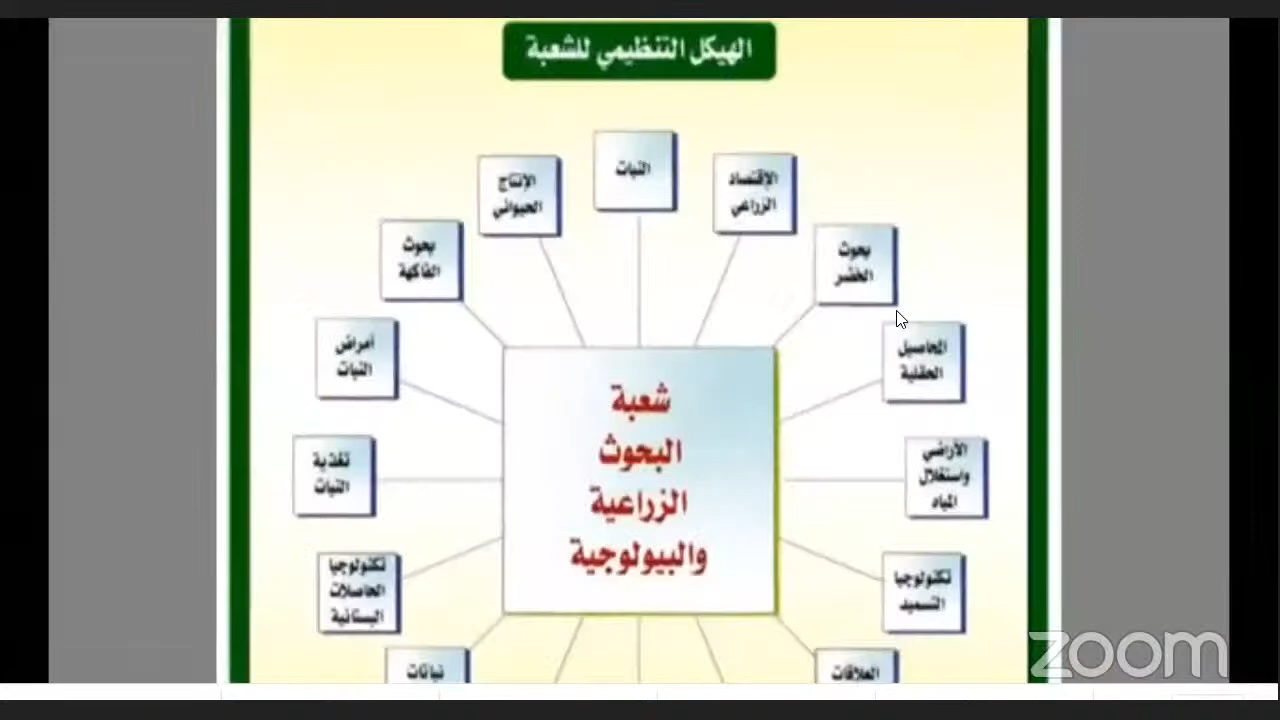 الهيكل التنظيمي للشعبة
النبات
الإقتصاد
الزراعي
الإنتاج
الحيواني
بحوث
الخضر
بحوث
الفاكهة
المحاصيل
الحقلية
أمراض
النبات
شعبة
البحوث
الزراعية
والبيولوجية
الأراضي
واستغلال
المياه
تغذية
النبات
تكنولوجيا
التسميد
تكنولوجيا
الحاصلات
البستانية
العلاقات
نباتات
zoom